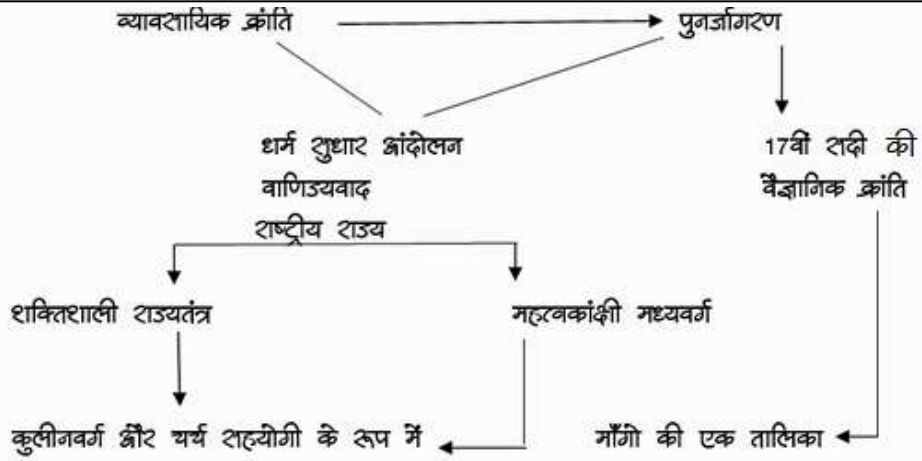 व्यावसायिक क्रांति
पुनर्जागरण
धर्म सुधार आंदोलन
वाणिज्यवाद
राष्ट्रीय राज्य
17वीं सदी की
वैज्ञानिक क्रांति
शक्तिशाली राज्यतंत्र
महत्वकांक्षी मध्यवर्ग
कुलीनवर्ग और चर्च सहयोगी के रूप में
माँगो की एक तालिका